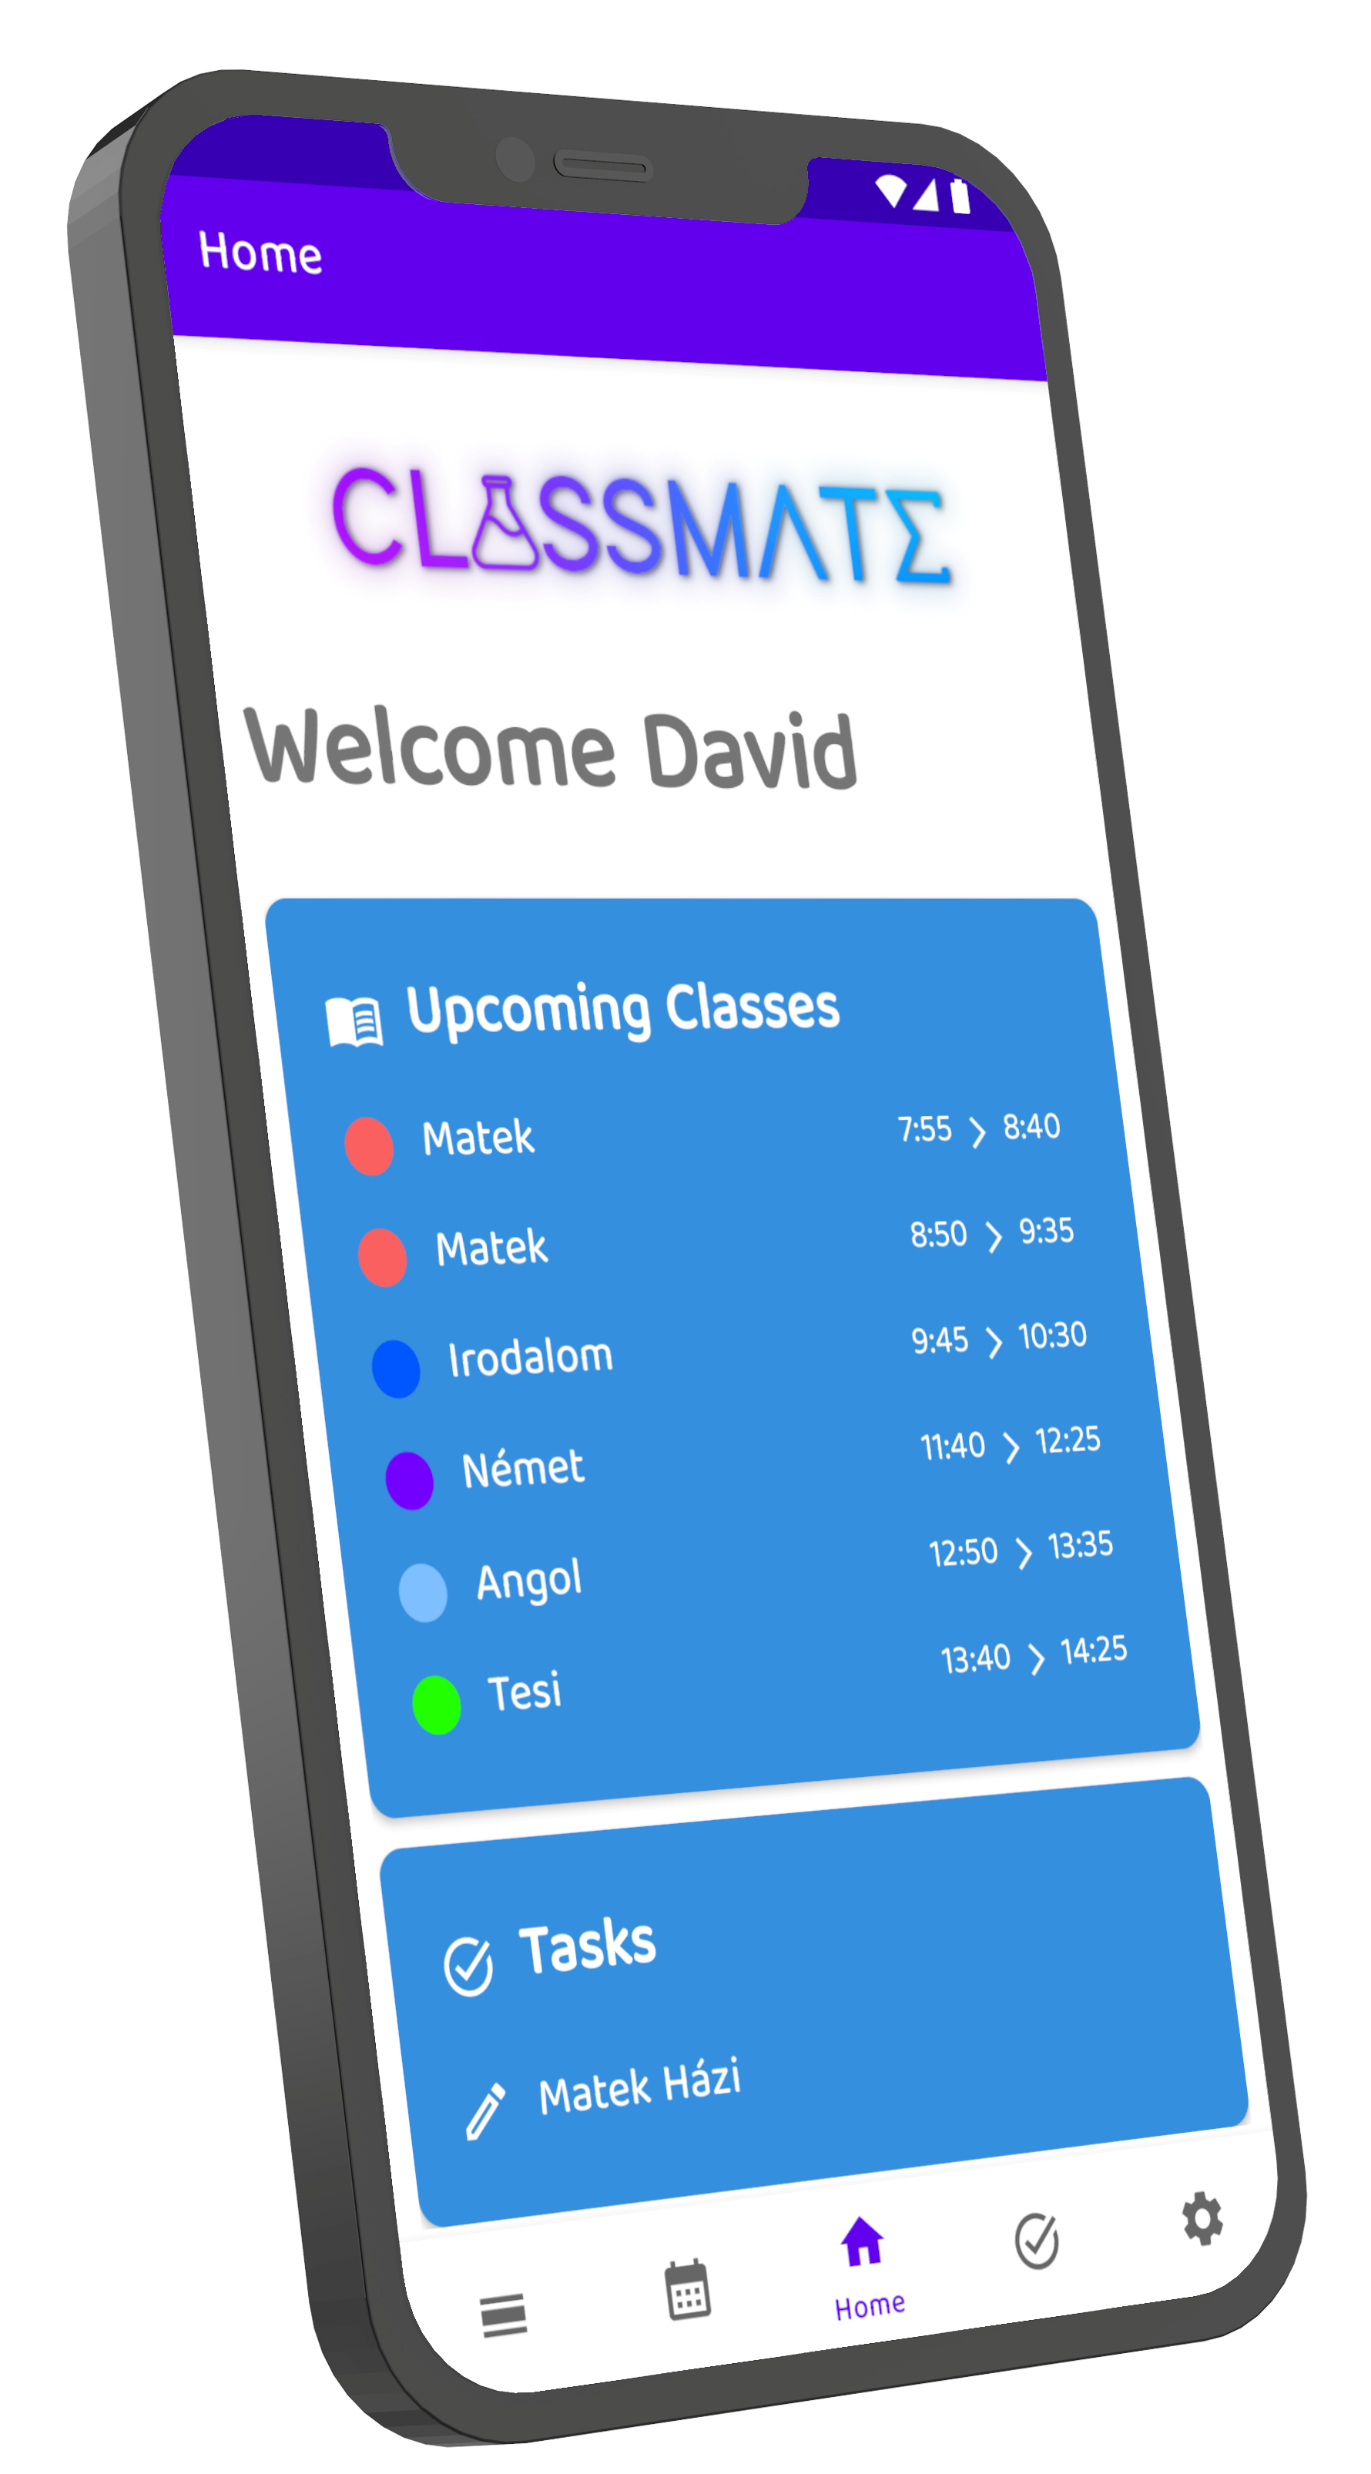 Home
CLASSMATE
Welcome David
Upcoming Classes
Matek 7:55 8:40
Matek 8:50 9:35
Irodalom 9:45 10:30
Német 11:40 12:25
Angol 12:50 13:35
Tesi 13:40 14:25
Tasks
Matek Házi
Home